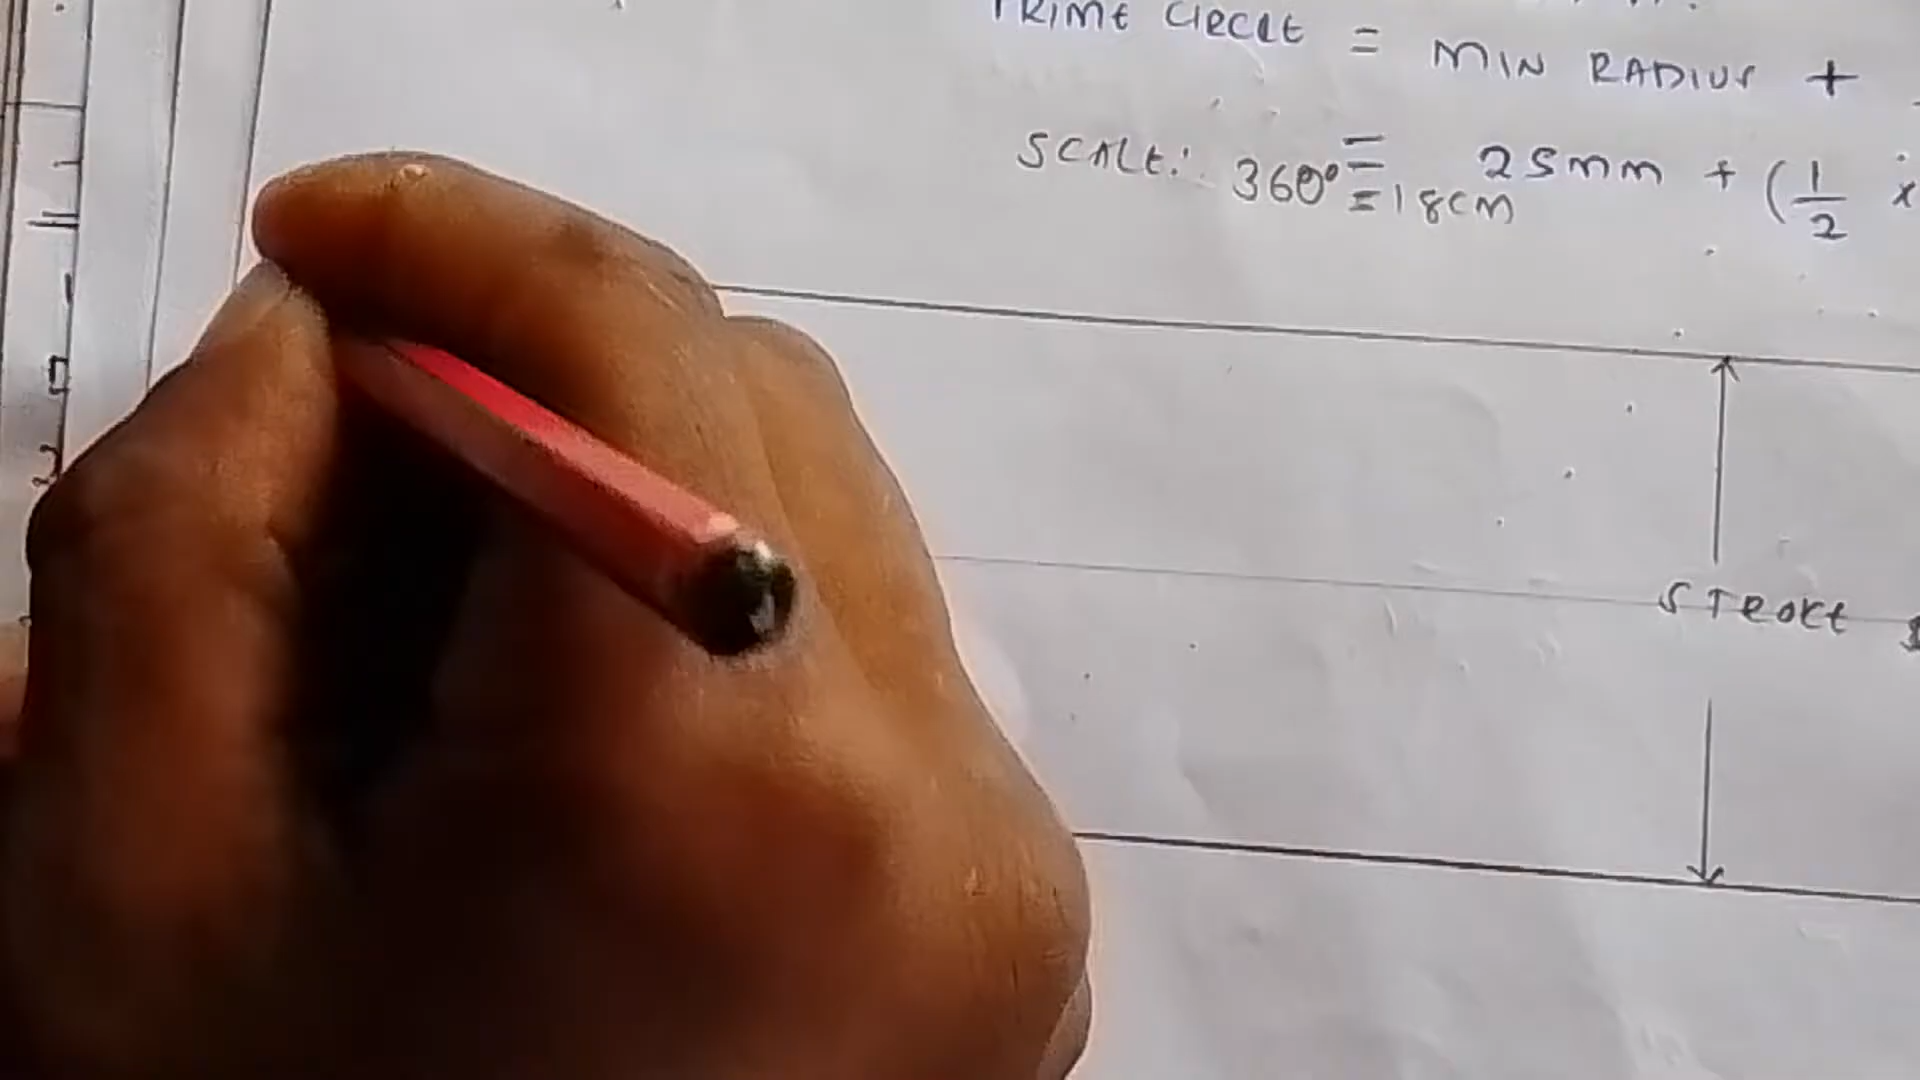 PRIME CIRCLE = MIN RADIUS +
= 25mm + (1/2 x
SCALE: 360° = 18cm
STROKE